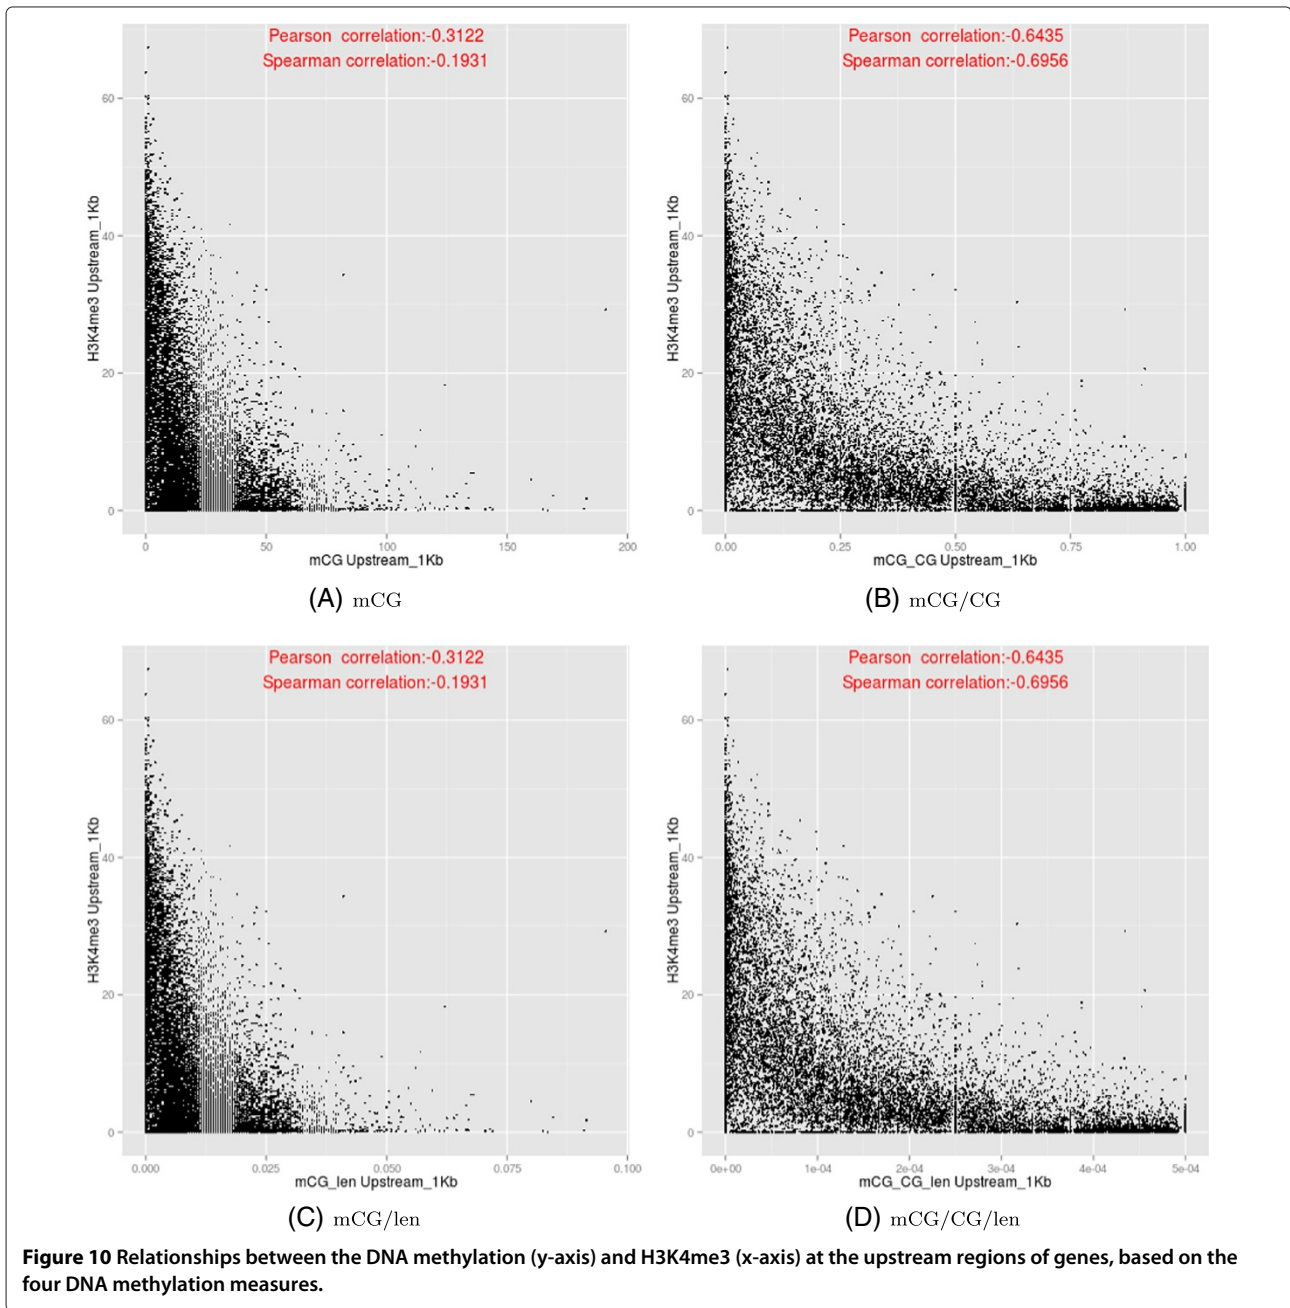 Pearson correlation:-0.3122
Spearman correlation:-0.1931
60
40
20
0
H3K4me3 Upstream_1Kb
0 50 100 150 200
mCG Upstream_1Kb
(A) mCG
Pearson correlation:-0.6435
Spearman correlation:-0.6956
60
40
20
0
H3K4me3 Upstream_1Kb
0.00 0.25 0.50 0.75 1.00
mCG_CG Upstream_1Kb
(B) mCG/CG
Pearson correlation:-0.3122
Spearman correlation:-0.1931
60
40
20
0
H3K4me3 Upstream_1Kb
0.000 0.025 0.050 0.075 0.100
mCG_len Upstream_1Kb
(C) mCG/len
Pearson correlation:-0.6435
Spearman correlation:-0.6956
60
40
20
0
H3K4me3 Upstream_1Kb
0e+00 1e-04 2e-04 3e-04 4e-04 5e-04
mCG_CG_len Upstream_1Kb
(D) mCG/CG/len
Figure 10 Relationships between the DNA methylation (y-axis) and H3K4me3 (x-axis) at the upstream regions of genes, based on the
four DNA methylation measures.